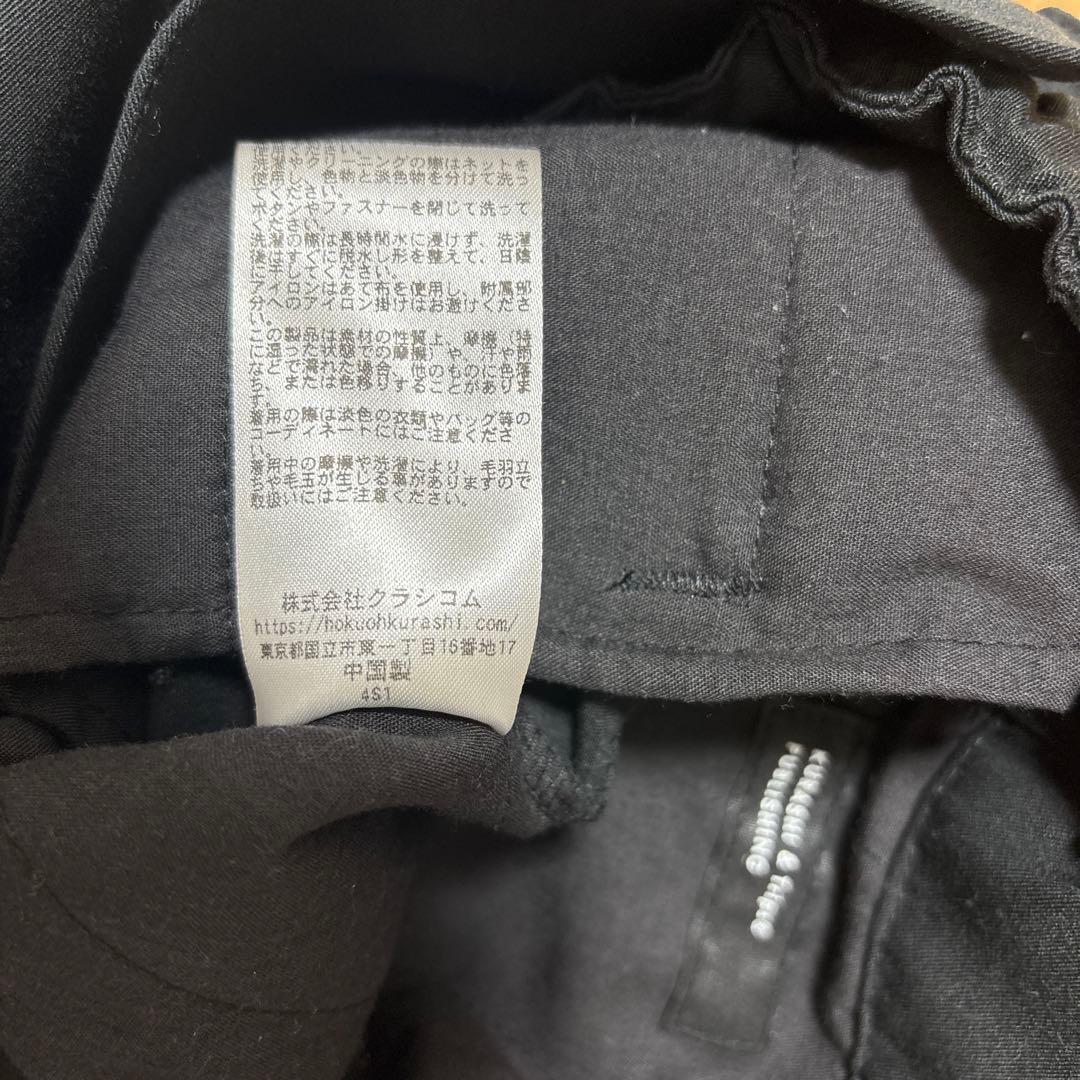 洗濯やクリーニングの際はネットを
使用し、色物と淡色物を分けて洗っ
てください。
ボタンやファスナーを閉じて洗って
ください。
洗濯の際は長時間水に浸けず、洗濯
後はすぐに脱水し形を整えて、日陰
に干してください。
アイロンはあて布を使用し、附属部
分へのアイロン掛けはお避けくださ
い。
この製品は素材の性質上、摩擦（特
に湿った状態での摩擦）や、汗や雨
などで濡れた場合、他のものに色落
ち、または色移りすることがありま
す。
着用の際は淡色の衣類やバッグ等の
コーディネートにはご注意くださ
い。
着用中の摩擦や洗濯により、毛羽立
ちや毛玉が生じる事がありますので
取扱いにはご注意ください。
株式会社クラシコム
https://hokuohkurashi.com/
東京都国立市東一丁目16番地17
中国製
4S1
KURASHI & Trips
PUBLISHING